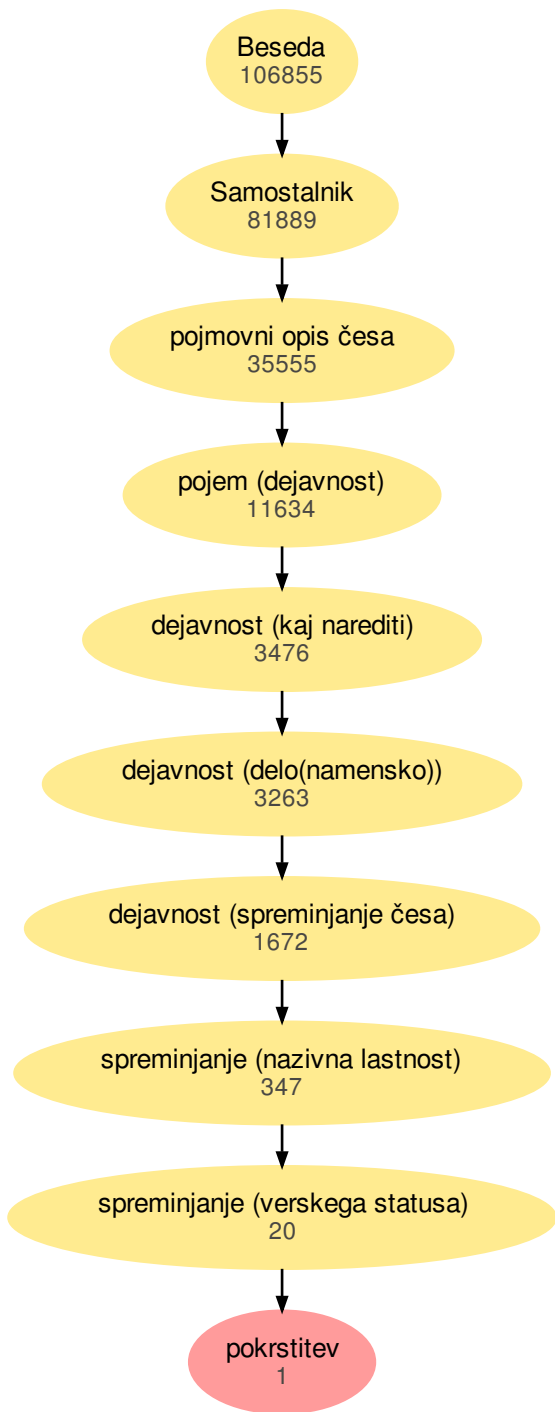 Beseda
106855
Samostalnik
81889
pojmovni opis česa
35555
pojem (dejavnost)
11634
dejavnost (kaj narediti)
3476
dejavnost (delo(namensko))
3263
dejavnost (spreminjanje česa)
1672
spreminjanje (nazivna lastnost)
347
spreminjanje (verskega statusa)
20
pokrstitev
1